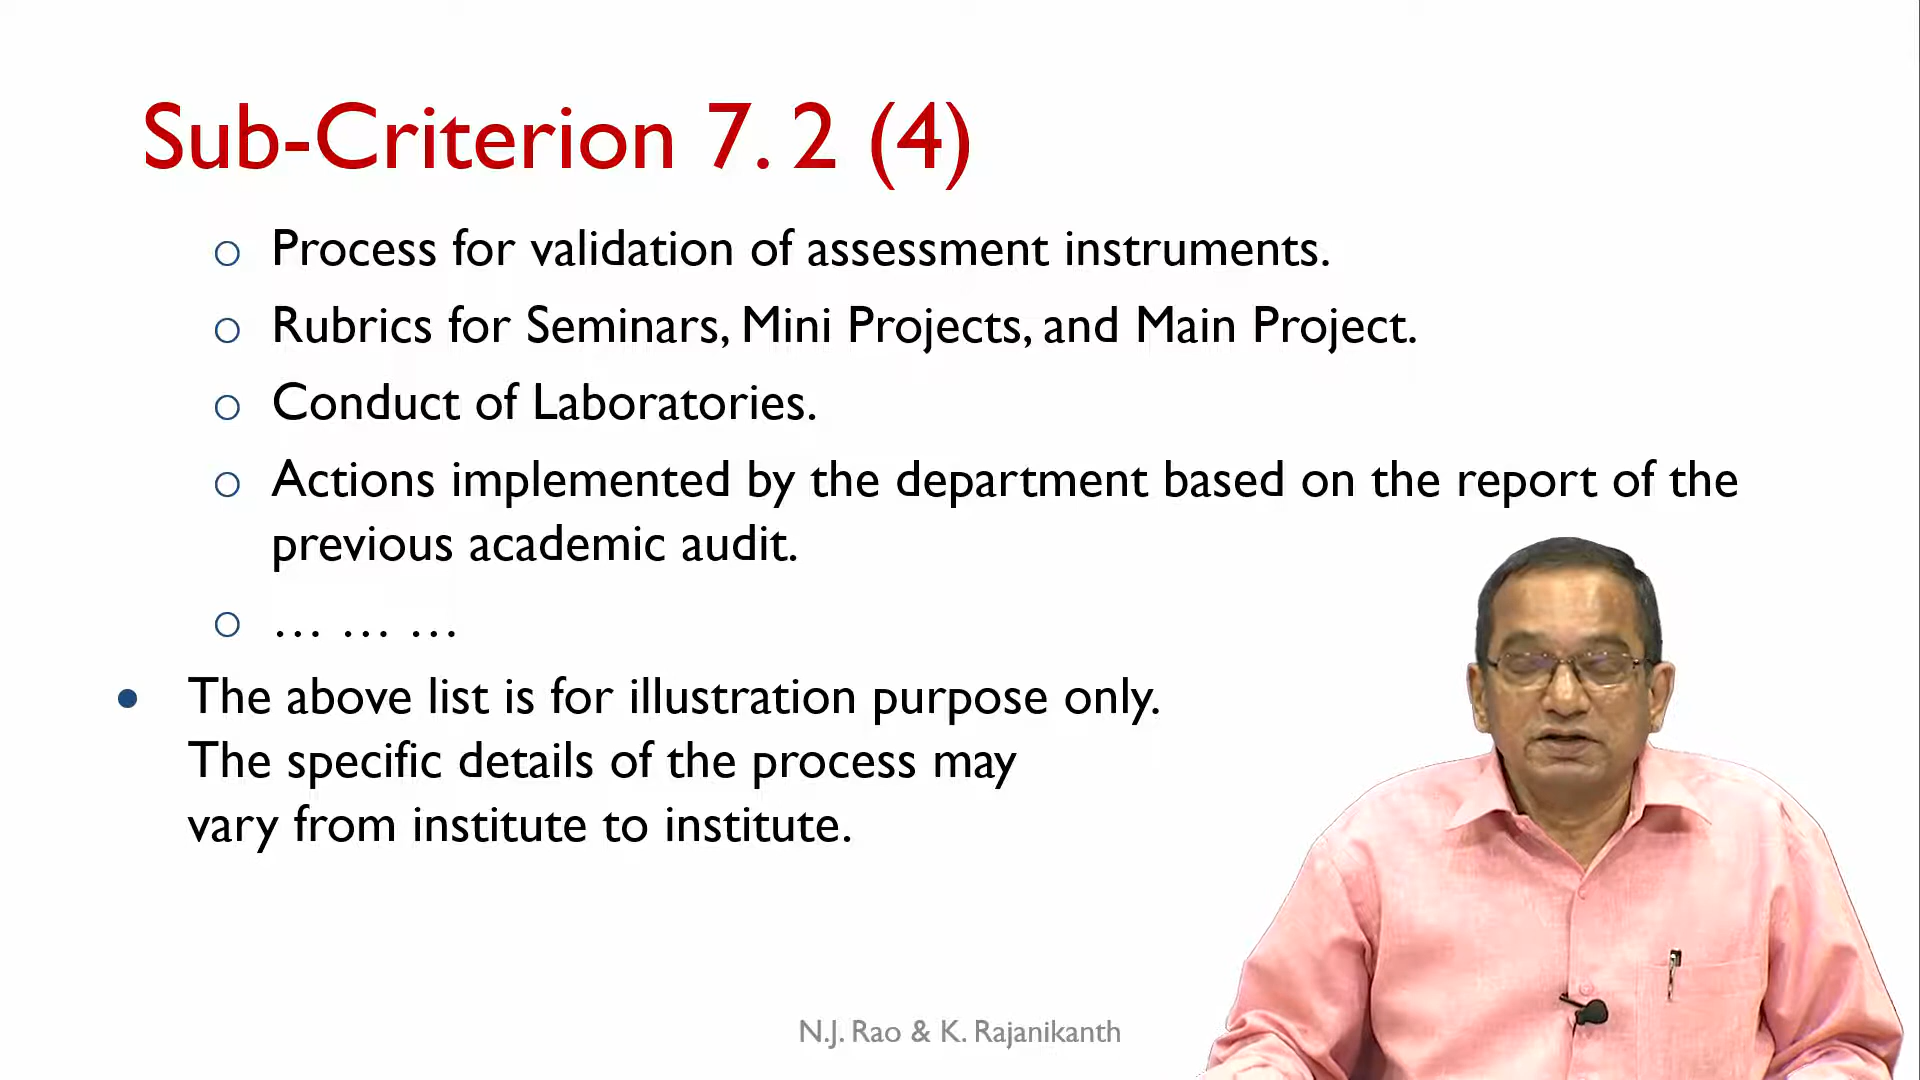 Sub-Criterion 7. 2 (4)
o Process for validation of assessment instruments.
o Rubrics for Seminars, Mini Projects, and Main Project.
o Conduct of Laboratories.
o Actions implemented by the department based on the report of the
previous academic audit.
o … … …
• The above list is for illustration purpose only.
The specific details of the process may
vary from institute to institute.
N.J. Rao & K. Rajanikanth